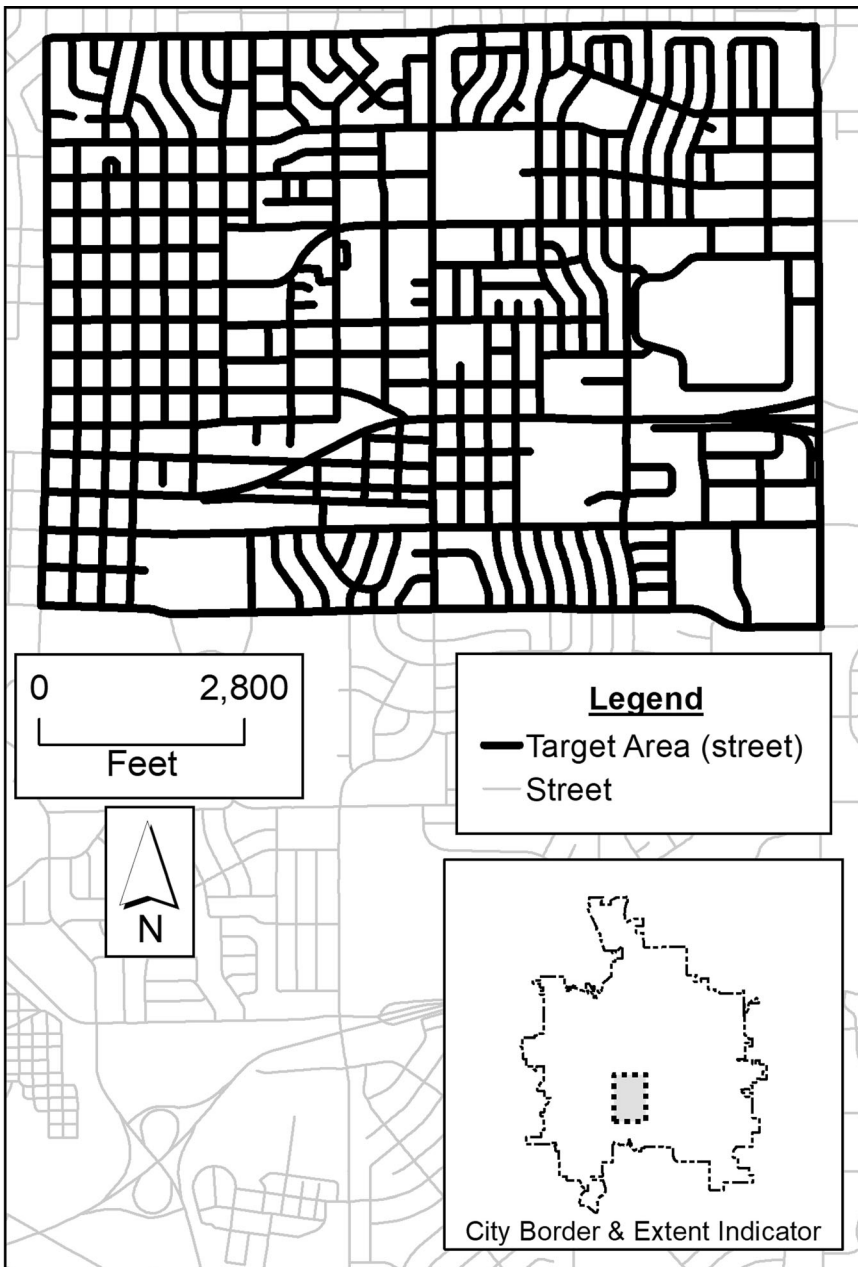 0 2,800
Feet
Legend
Target Area (street)
Street
N
City Border & Extent Indicator